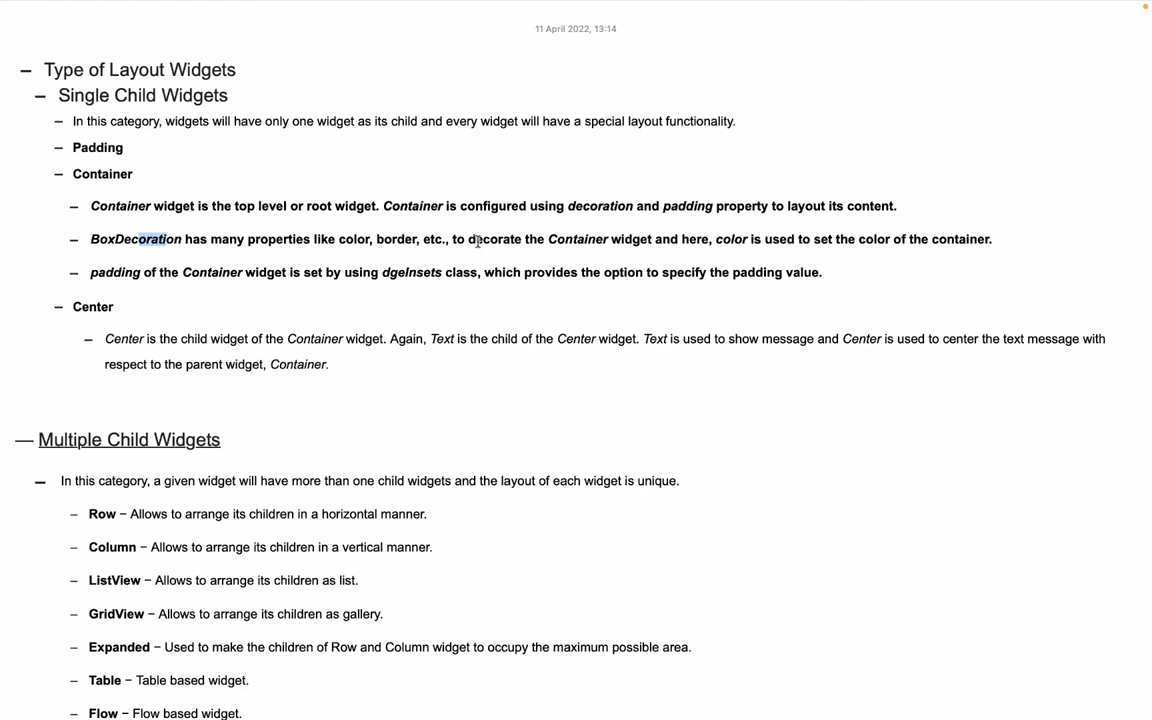 11 April 2022, 13:14
– Type of Layout Widgets
– Single Child Widgets
– In this category, widgets will have only one widget as its child and every widget will have a special layout functionality.
– Padding
– Container
– Container widget is the top level or root widget. Container is configured using decoration and padding property to layout its content.
– BoxDecoration has many properties like color, border, etc., to decorate the Container widget and here, color is used to set the color of the container.
– padding of the Container widget is set by using dgeInsets class, which provides the option to specify the padding value.
– Center
– Center is the child widget of the Container widget. Again, Text is the child of the Center widget. Text is used to show message and Center is used to center the text message with
respect to the parent widget, Container.
— Multiple Child Widgets
– In this category, a given widget will have more than one child widgets and the layout of each widget is unique.
– Row − Allows to arrange its children in a horizontal manner.
– Column − Allows to arrange its children in a vertical manner.
– ListView − Allows to arrange its children as list.
– GridView − Allows to arrange its children as gallery.
– Expanded − Used to make the children of Row and Column widget to occupy the maximum possible area.
– Table − Table based widget.
– Flow − Flow based widget.